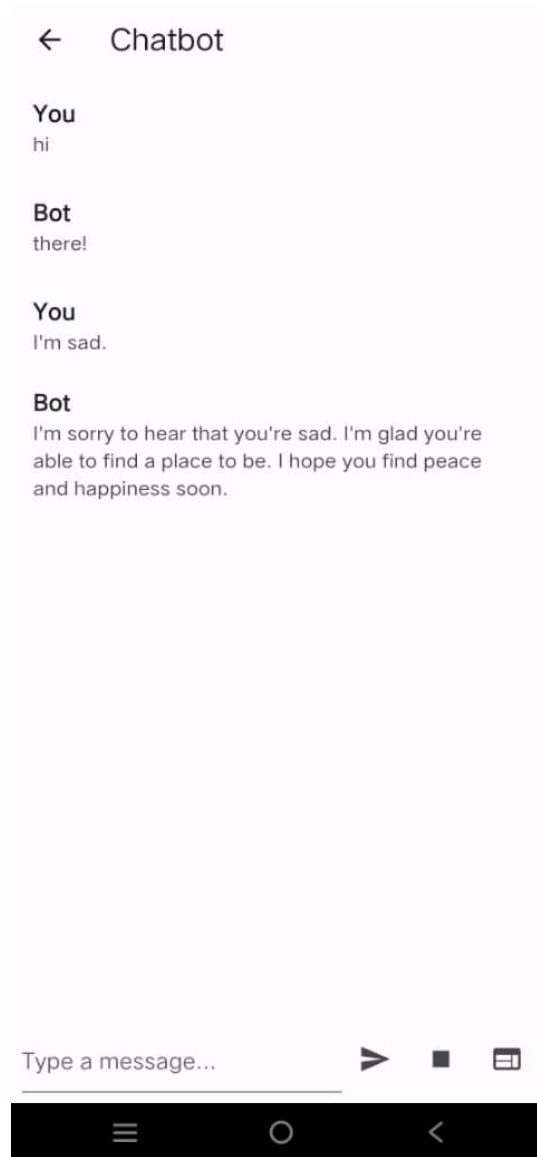 Chatbot
You
hi
Bot
there!
You
I'm sad.
Bot
I'm sorry to hear that you're sad. I'm glad you're
able to find a place to be. I hope you find peace
and happiness soon.
Type a message...